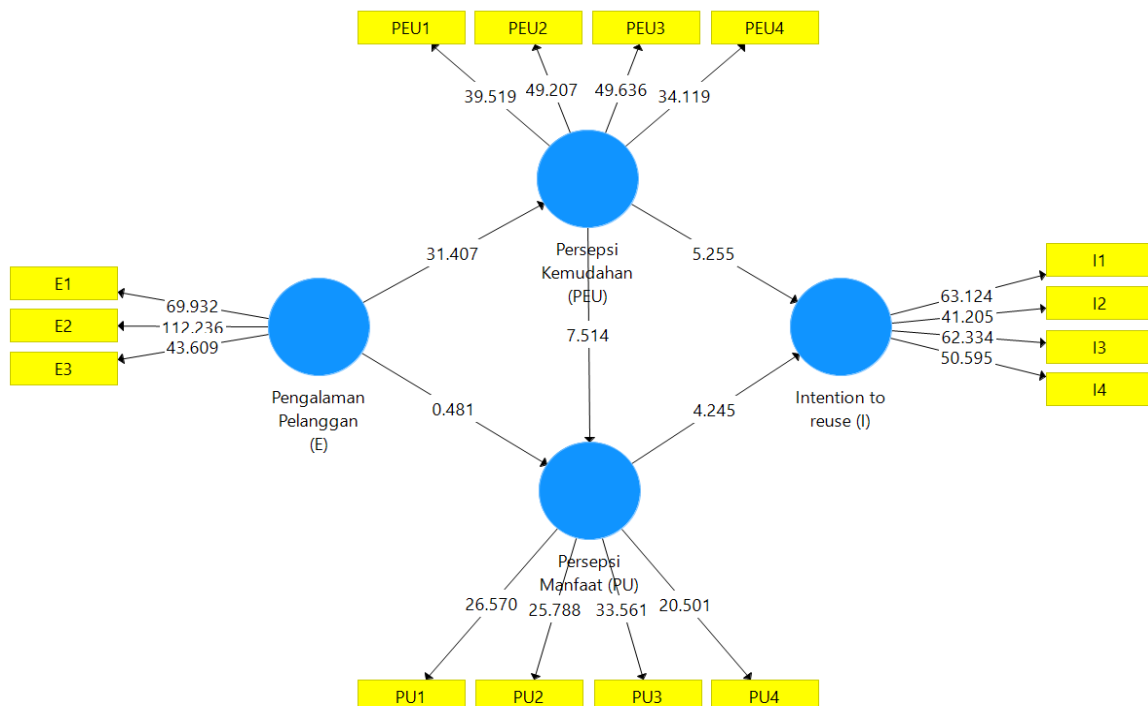 PEU1
PEU2
PEU3
PEU4
39.519
49.207
49.636
34.119
31.407
Persepsi
Kemudahan
(PEU)
5.255
E1
E2
E3
69.932
112.236
43.609
7.514
63.124
41.205
62.334
50.595
I1
I2
I3
I4
Pengalaman
Pelanggan
(E)
0.481
4.245
Intention to
reuse (I)
Persepsi
Manfaat (PU)
26.570
25.788
33.561
20.501
PU1
PU2
PU3
PU4